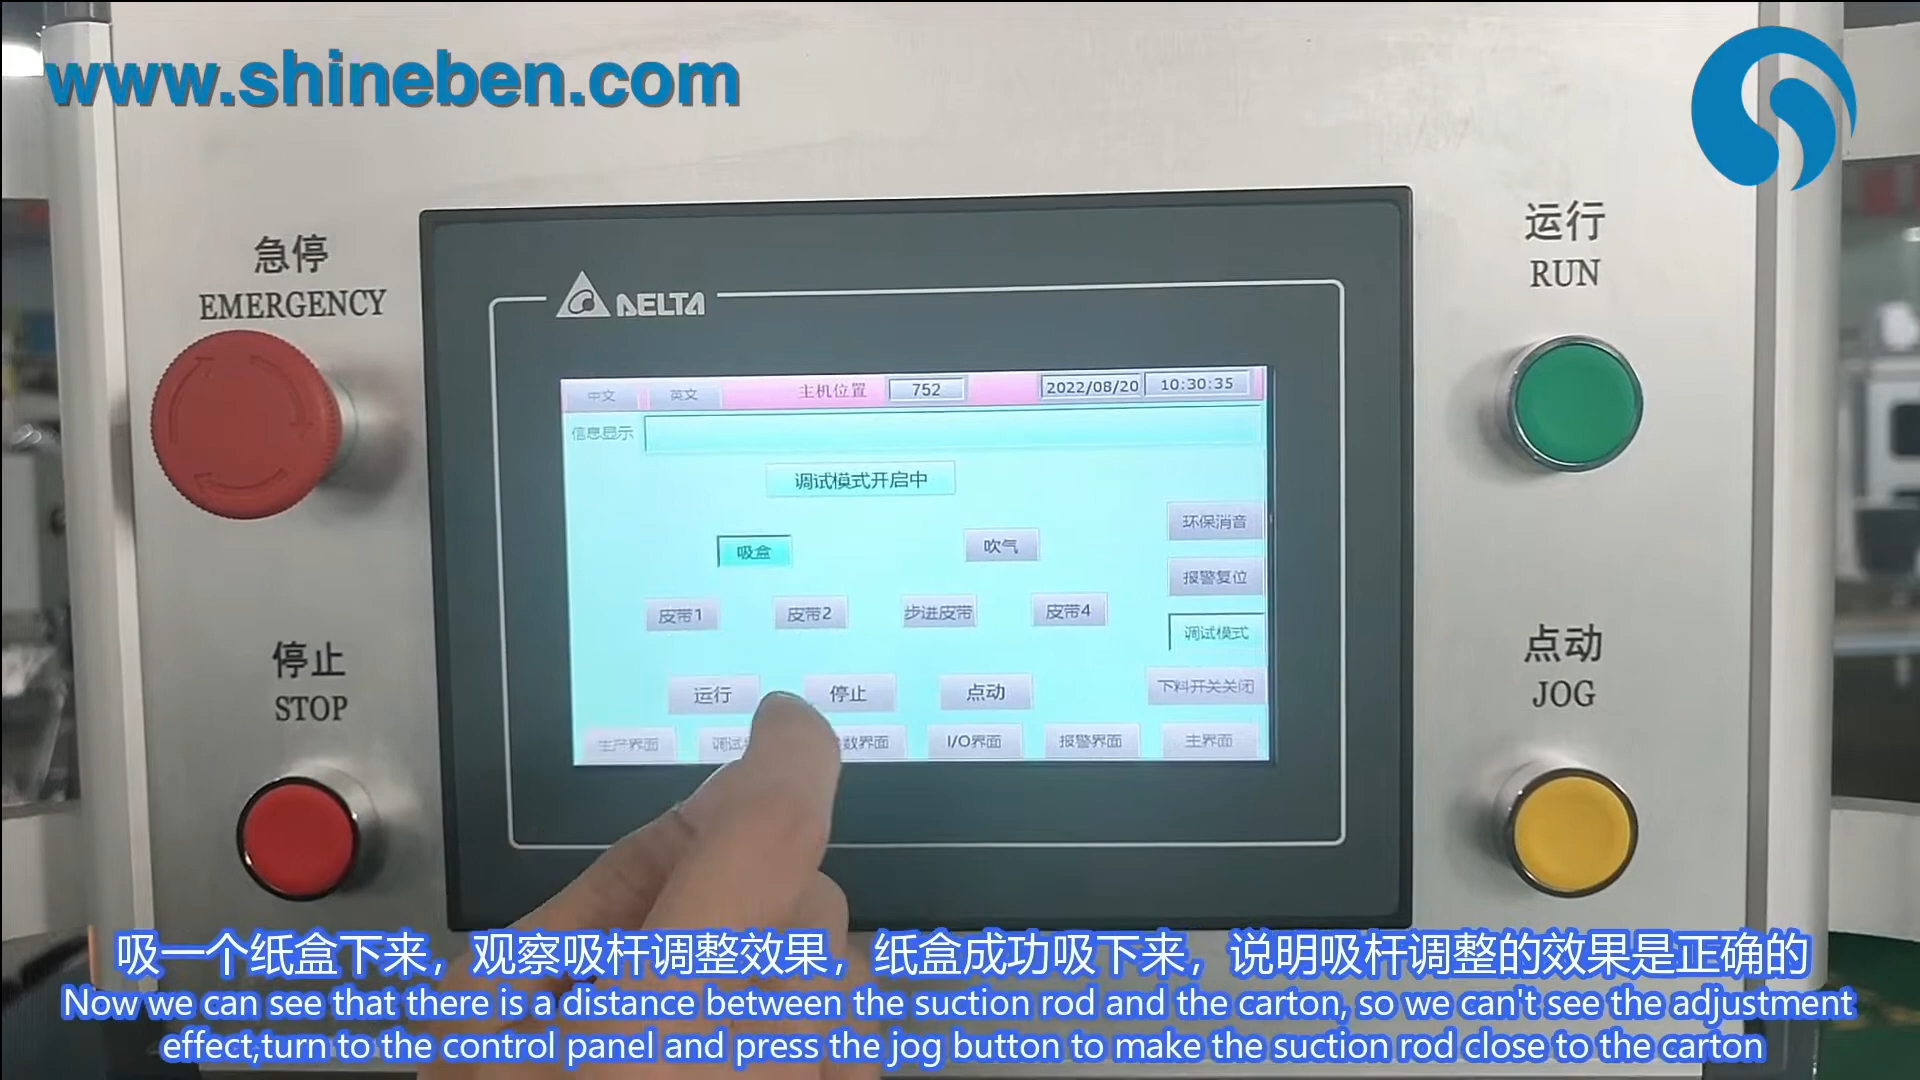 www.shineben.com
急停
EMERGENCY
运行
RUN
DELTA
中文
英文
主机位置
752
2022/08/20
10:30:35
信息显示
调试模式开启中
吸盒
吹气
环保消音
皮带1
皮带2
步进皮带
皮带4
报警复位
调试模式
运行
停止
点动
下料开关关闭
生产界面
调试
数界面
I/O界面
报警界面
主界面
停止
STOP
点动
JOG
吸一个纸盒下来，观察吸杆调整效果，纸盒成功吸下来，说明吸杆调整的效果是正确的
Now we can see that there is a distance between the suction rod and the carton, so we can't see the adjustment
effect,turn to the control panel and press the jog button to make the suction rod close to the carton